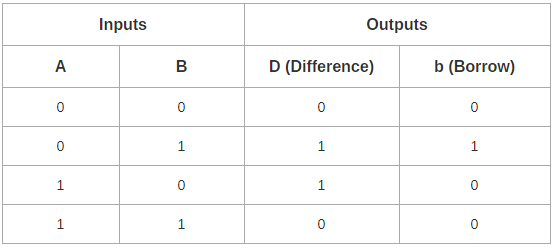 Inputs Outputs
A B D (Difference) b (Borrow)
0 0 0 0
0 1 1 1
1 0 1 0
1 1 0 0